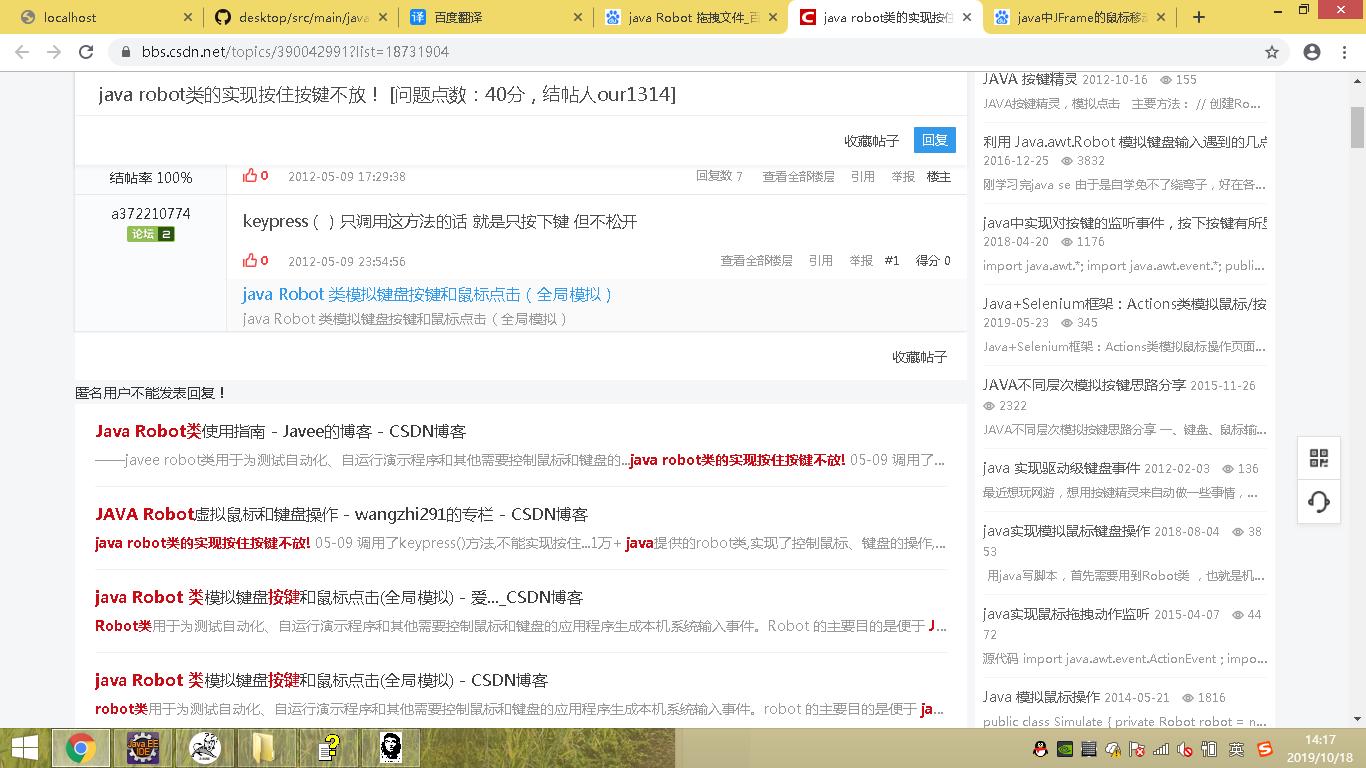 localhost
desktop/src/main/java
百度翻译
java Robot 拖拽文件_百
java robot类的实现按住
java中JFrame的鼠标移动
bbs.csdn.net/topics/390042991?list=18731904
java robot类的实现按住按键不放！ [问题点数：40分，结帖人our1314]
收藏帖子
回复
结帖率 100%
0
2012-05-09 17:29:38
回复数 7
查看全部楼层
引用
举报
楼主
a372210774
论坛 2
keypress（ ）只调用这方法的话 就是只按下键 但不松开
0
2012-05-09 23:54:56
查看全部楼层
引用
举报
#1
得分 0
java Robot 类模拟键盘按键和鼠标点击（全局模拟）
java Robot 类模拟键盘按键和鼠标点击（全局模拟）
收藏帖子
匿名用户不能发表回复！
Java Robot类使用指南 - Javee的博客 - CSDN博客
——javee robot类用于为测试自动化、自运行演示程序和其他需要控制鼠标和键盘的...java robot类的实现按住按键不放! 05-09 调用了...
JAVA Robot虚拟鼠标和键盘操作 - wangzhi291的专栏 - CSDN博客
java robot类的实现按住按键不放! 05-09 调用了keypress()方法,不能实现按住...1万+ java提供的robot类,实现了控制鼠标、键盘的操作,...
java Robot 类模拟键盘按键和鼠标点击(全局模拟) - 爱..._CSDN博客
Robot类用于为测试自动化、自运行演示程序和其他需要控制鼠标和键盘的应用程序生成本机系统输入事件。Robot 的主要目的是便于 J...
java Robot 类模拟键盘按键和鼠标点击(全局模拟) - CSDN博客
robot类用于为测试自动化、自运行演示程序和其他需要控制鼠标和键盘的应用程序生成本机系统输入事件。robot 的主要目的是便于 ja...
JAVA 按键精灵 2012-10-16 155
JAVA按键精灵，模拟点击 主要方法： // 创建Ro...
利用 Java.awt.Robot 模拟键盘输入遇到的几点
2016-12-25 3832
刚学习完java se 由于是自学免不了绕弯子，好在各...
java中实现对按键的监听事件，按下按键有所显
2018-04-20 1176
import java.awt.*; import java.awt.event.*; publi...
Java+Selenium框架：Actions类模拟鼠标/按
2019-05-23 345
Java+Selenium框架：Actions类模拟鼠标操作页面...
JAVA不同层次模拟按键思路分享 2015-11-26
2322
JAVA不同层次模拟按键思路分享 一、键盘、鼠标输...
java 实现驱动级键盘事件 2012-02-03 136
最近想玩网游，想用按键精灵来自动做一些事情，...
java实现模拟鼠标键盘操作 2018-08-04 38
53
用java写脚本，首先需要用到Robot类 ，也就是机...
java实现鼠标拖拽动作监听 2015-04-07 44
72
源代码 import java.awt.event.ActionEvent ; impo...
Java 模拟鼠标操作 2014-05-21 1816
public class Simulate { private Robot robot = n...
Java EE
IDE
英
14:17
2019/10/18